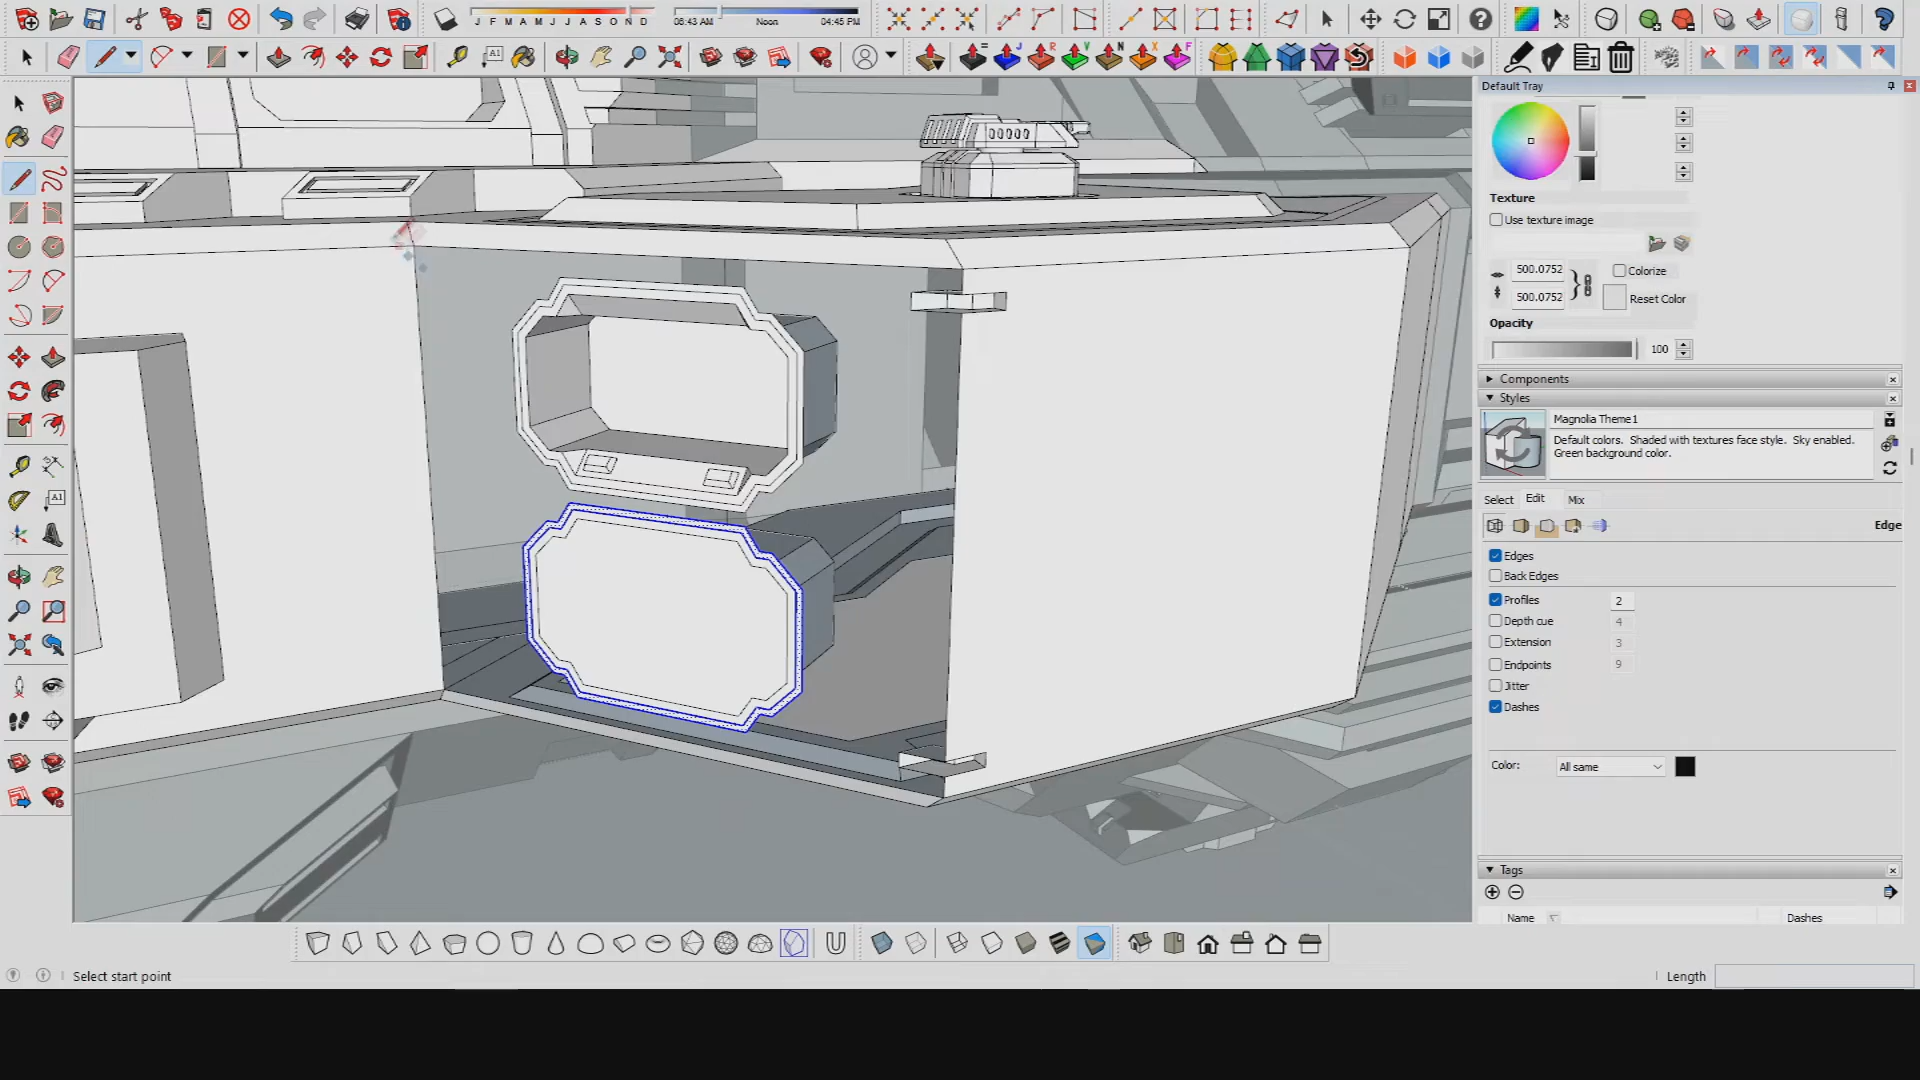 J F M A M J J A S O N D
06:43 AM Noon 04:45 PM
= J R V N X F
AI
AI
Default Tray
Texture
Use texture image
500.0752
Colorize
500.0752
Reset Color
Opacity
100
Components
Styles
Magnolia Theme1
Default colors. Shaded with textures face style. Sky enabled.
Green background color.
Select Edit Mix
Edge
Edges
Back Edges
Profiles 2
Depth cue 4
Extension 3
Endpoints 9
Jitter
Dashes
Color: All same
Tags
Name Dashes
Select start point
Length